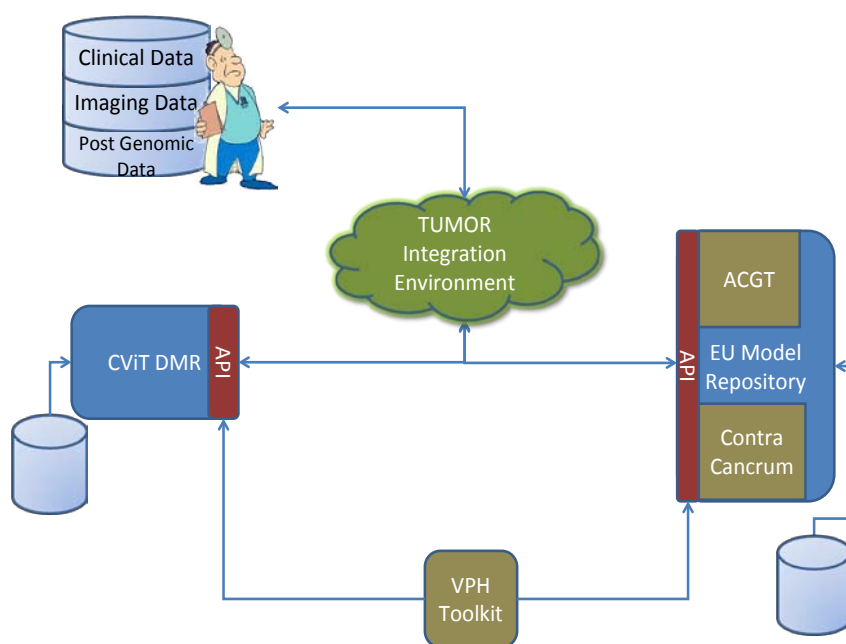 Clinical Data
Imaging Data
Post Genomic
Data
TUMOR
Integration
Environment
CViT DMR
API
API
ACGT
EU Model
Repository
Contra
Cancrum
VPH
Toolkit